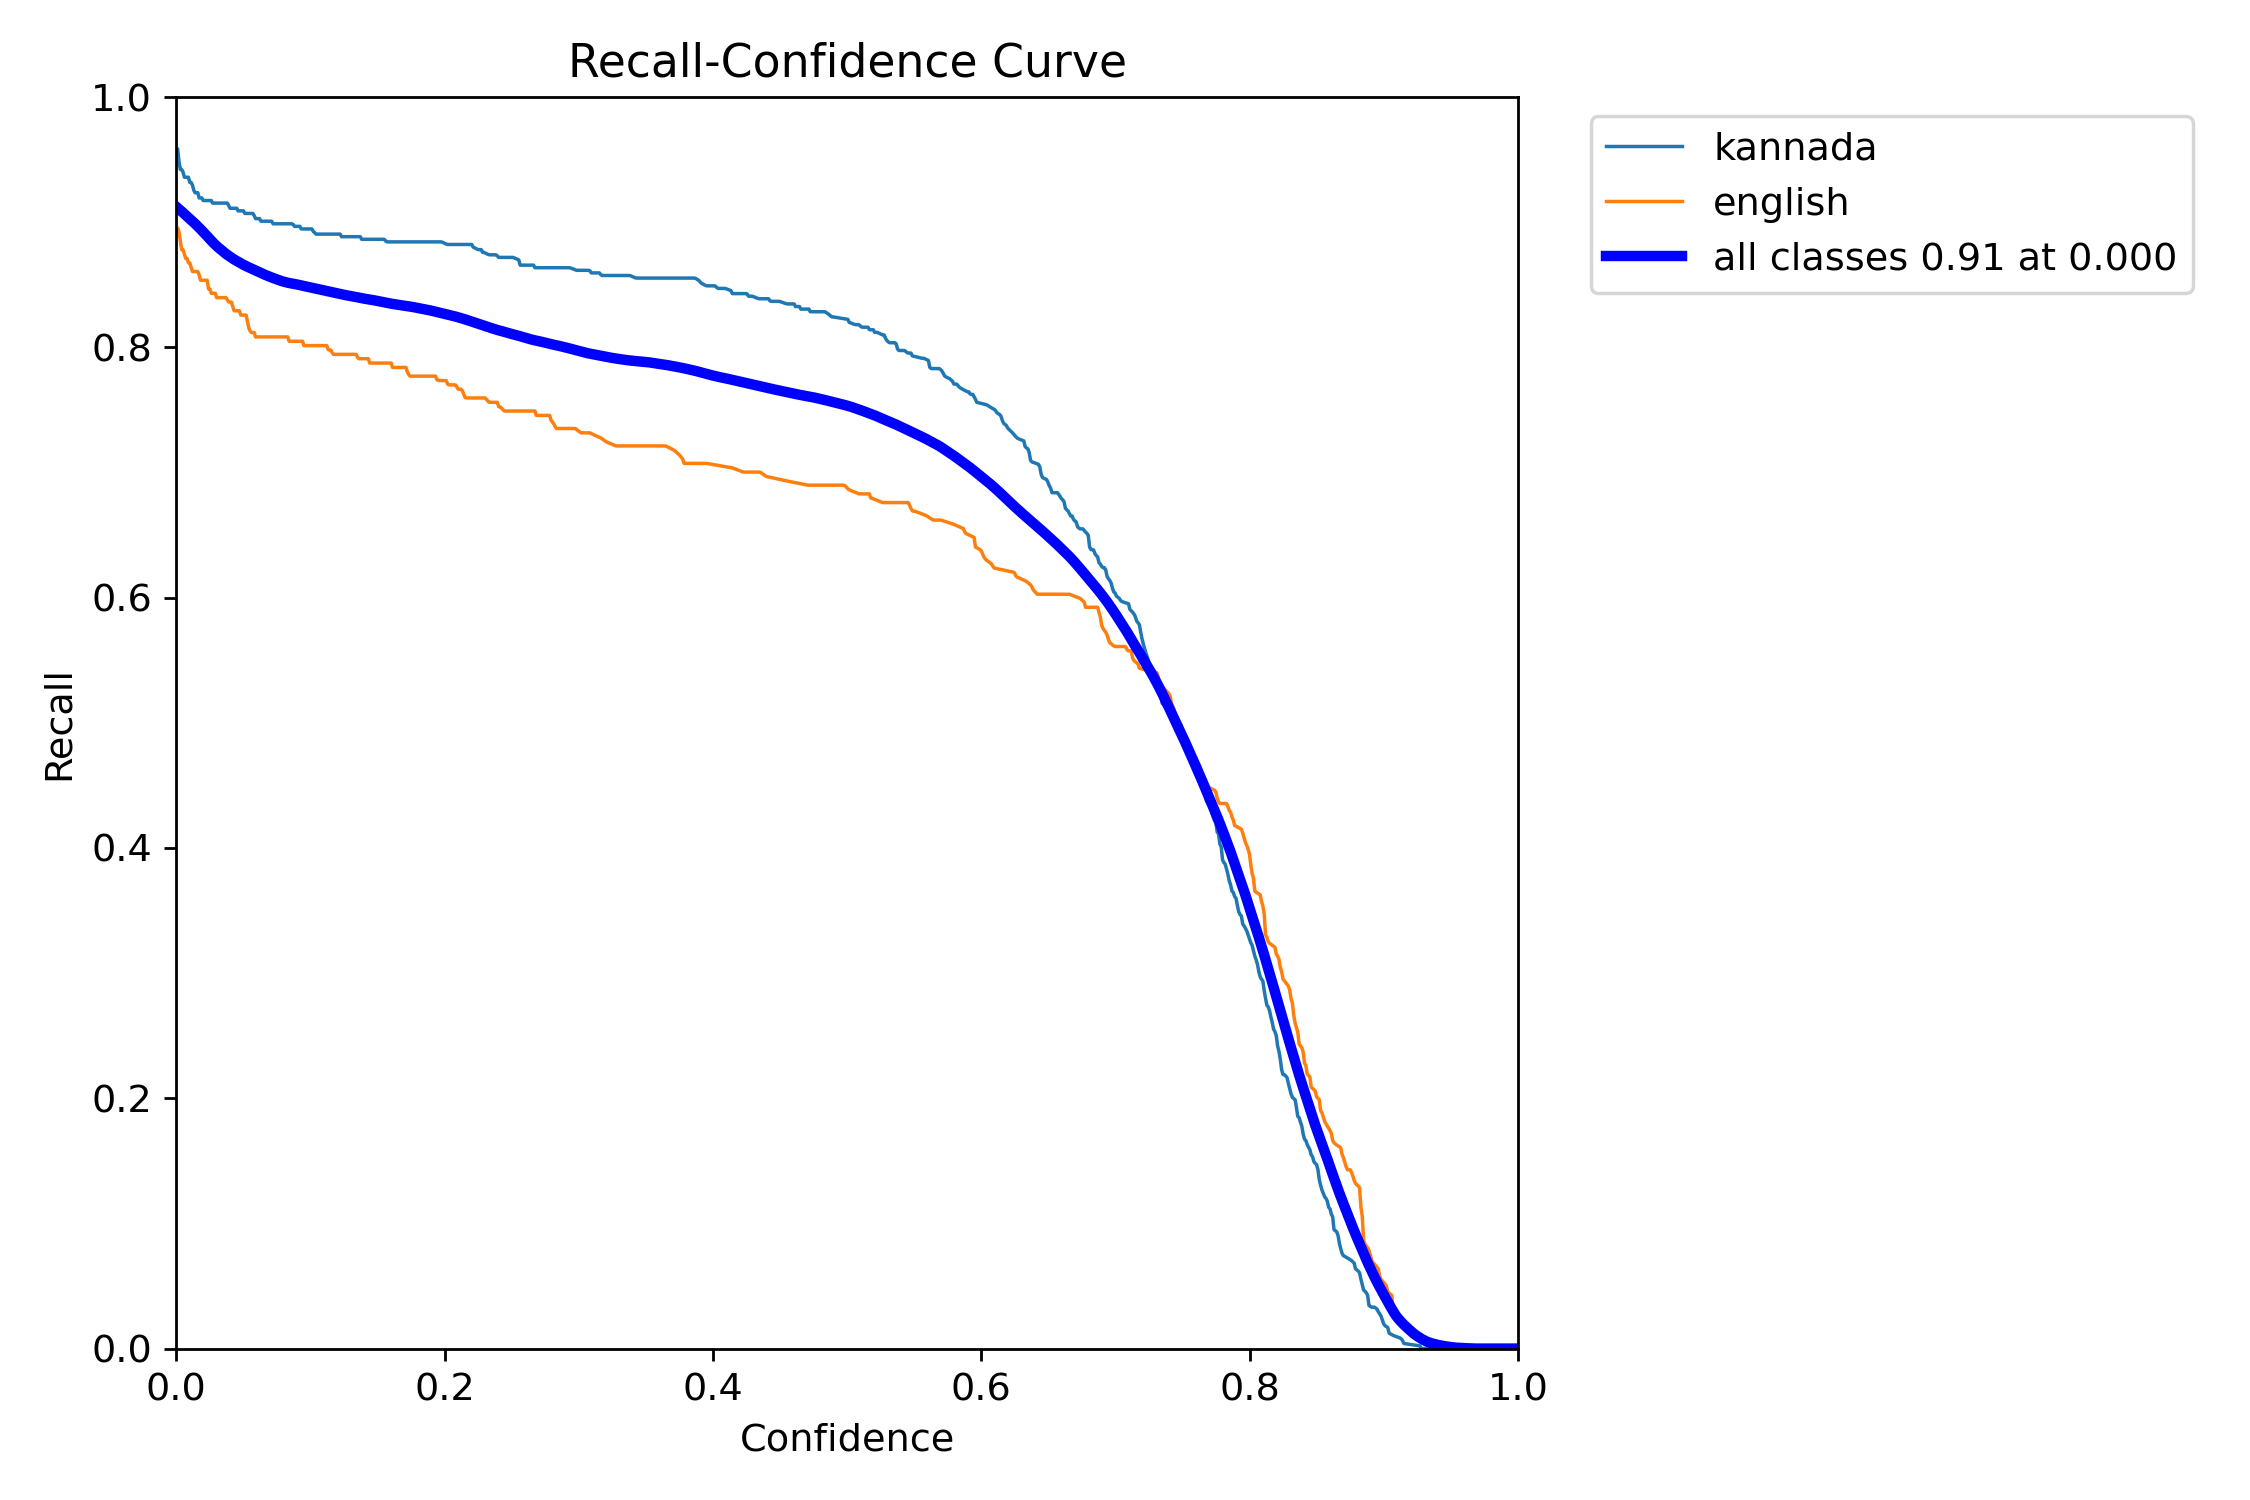 Recall-Confidence Curve
1.0
0.8
0.6
0.4
0.2
0.0
Recall
0.0 0.2 0.4 0.6 0.8 1.0
Confidence
kannada
english
all classes 0.91 at 0.000